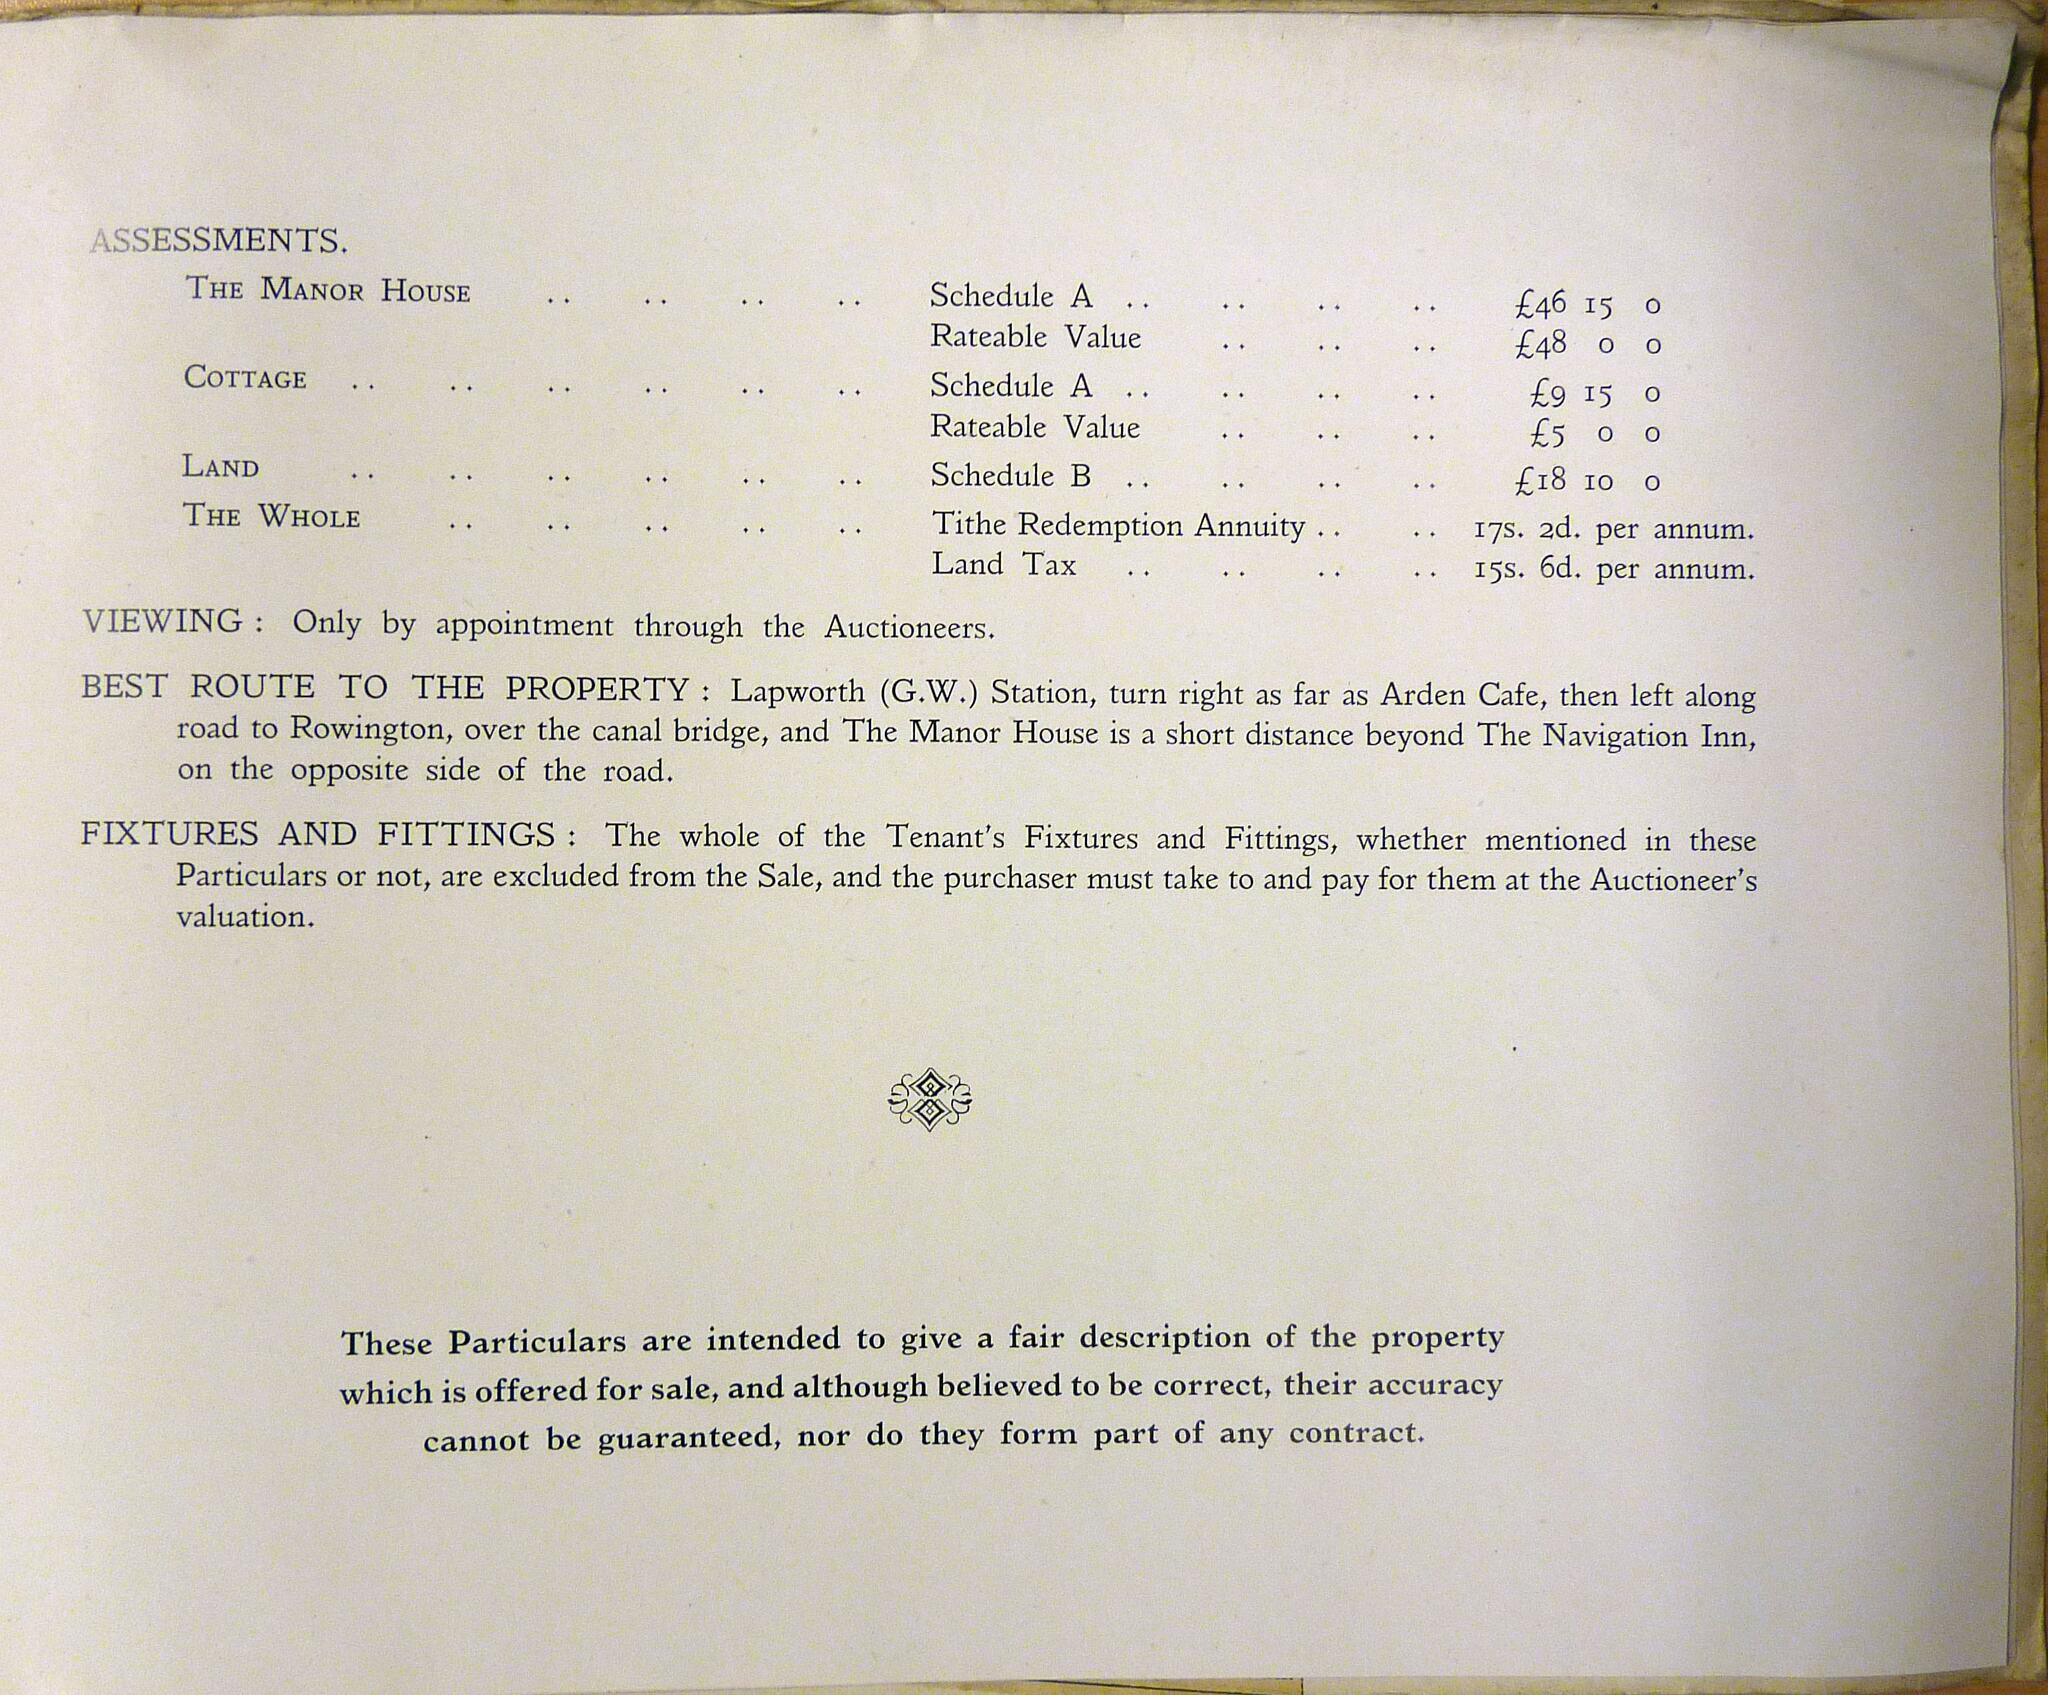 ASSESSMENTS.
THE MANOR HOUSE .. .. .. .. Schedule A .. .. .. .. £46 15 0
Rateable Value .. .. .. £48 0 0
COTTAGE .. .. .. .. .. .. Schedule A .. .. .. .. £9 15 0
Rateable Value .. .. .. £5 0 0
LAND .. .. .. .. .. .. Schedule B .. .. .. .. £18 10 0
THE WHOLE .. .. .. .. .. Tithe Redemption Annuity .. .. 17s. 2d. per annum.
Land Tax .. .. .. .. 15s. 6d. per annum.
VIEWING : Only by appointment through the Auctioneers.
BEST ROUTE TO THE PROPERTY : Lapworth (G.W.) Station, turn right as far as Arden Cafe, then left along
road to Rowington, over the canal bridge, and The Manor House is a short distance beyond The Navigation Inn,
on the opposite side of the road.
FIXTURES AND FITTINGS : The whole of the Tenant's Fixtures and Fittings, whether mentioned in these
Particulars or not, are excluded from the Sale, and the purchaser must take to and pay for them at the Auctioneer's
valuation.
These Particulars are intended to give a fair description of the property
which is offered for sale, and although believed to be correct, their accuracy
cannot be guaranteed, nor do they form part of any contract.